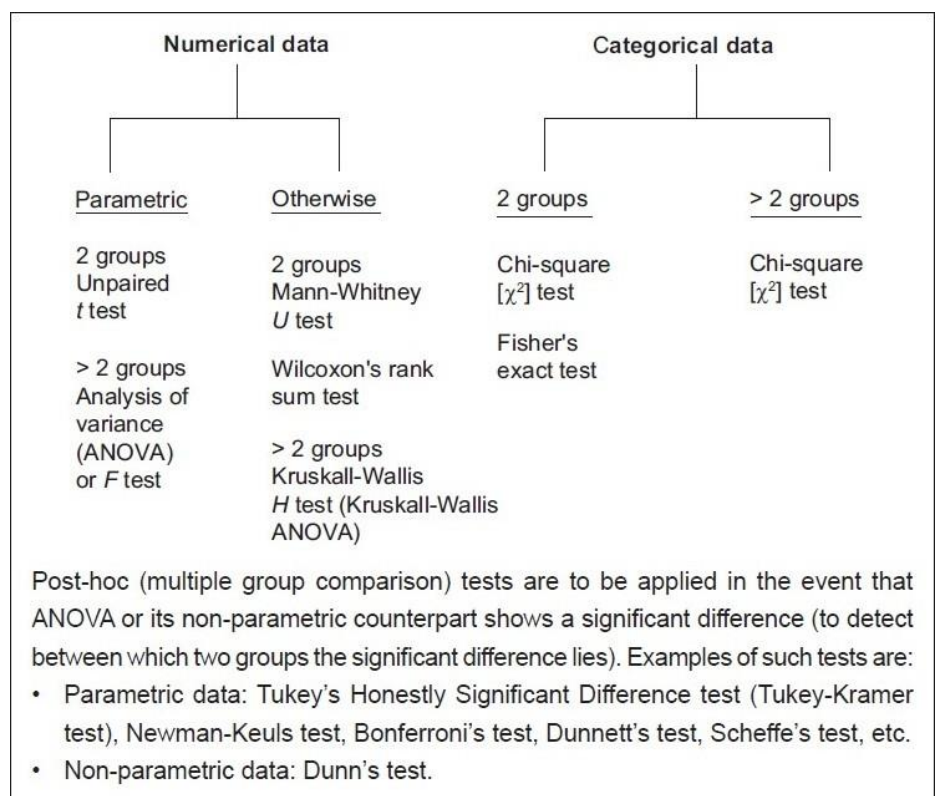 Numerical data
Categorical data
Parametric
Otherwise
2 groups
> 2 groups
2 groups
Unpaired
t test
> 2 groups
Analysis of
variance
(ANOVA)
or F test
2 groups
Mann-Whitney
U test
Wilcoxon's rank
sum test
> 2 groups
Kruskall-Wallis
H test (Kruskall-Wallis
ANOVA)
Chi-square
[χ²] test
Fisher's
exact test
Chi-square
[χ²] test
Post-hoc (multiple group comparison) tests are to be applied in the event that
ANOVA or its non-parametric counterpart shows a significant difference (to detect
between which two groups the significant difference lies). Examples of such tests are:
• Parametric data: Tukey's Honestly Significant Difference test (Tukey-Kramer
test), Newman-Keuls test, Bonferroni's test, Dunnett's test, Scheffe's test, etc.
• Non-parametric data: Dunn's test.